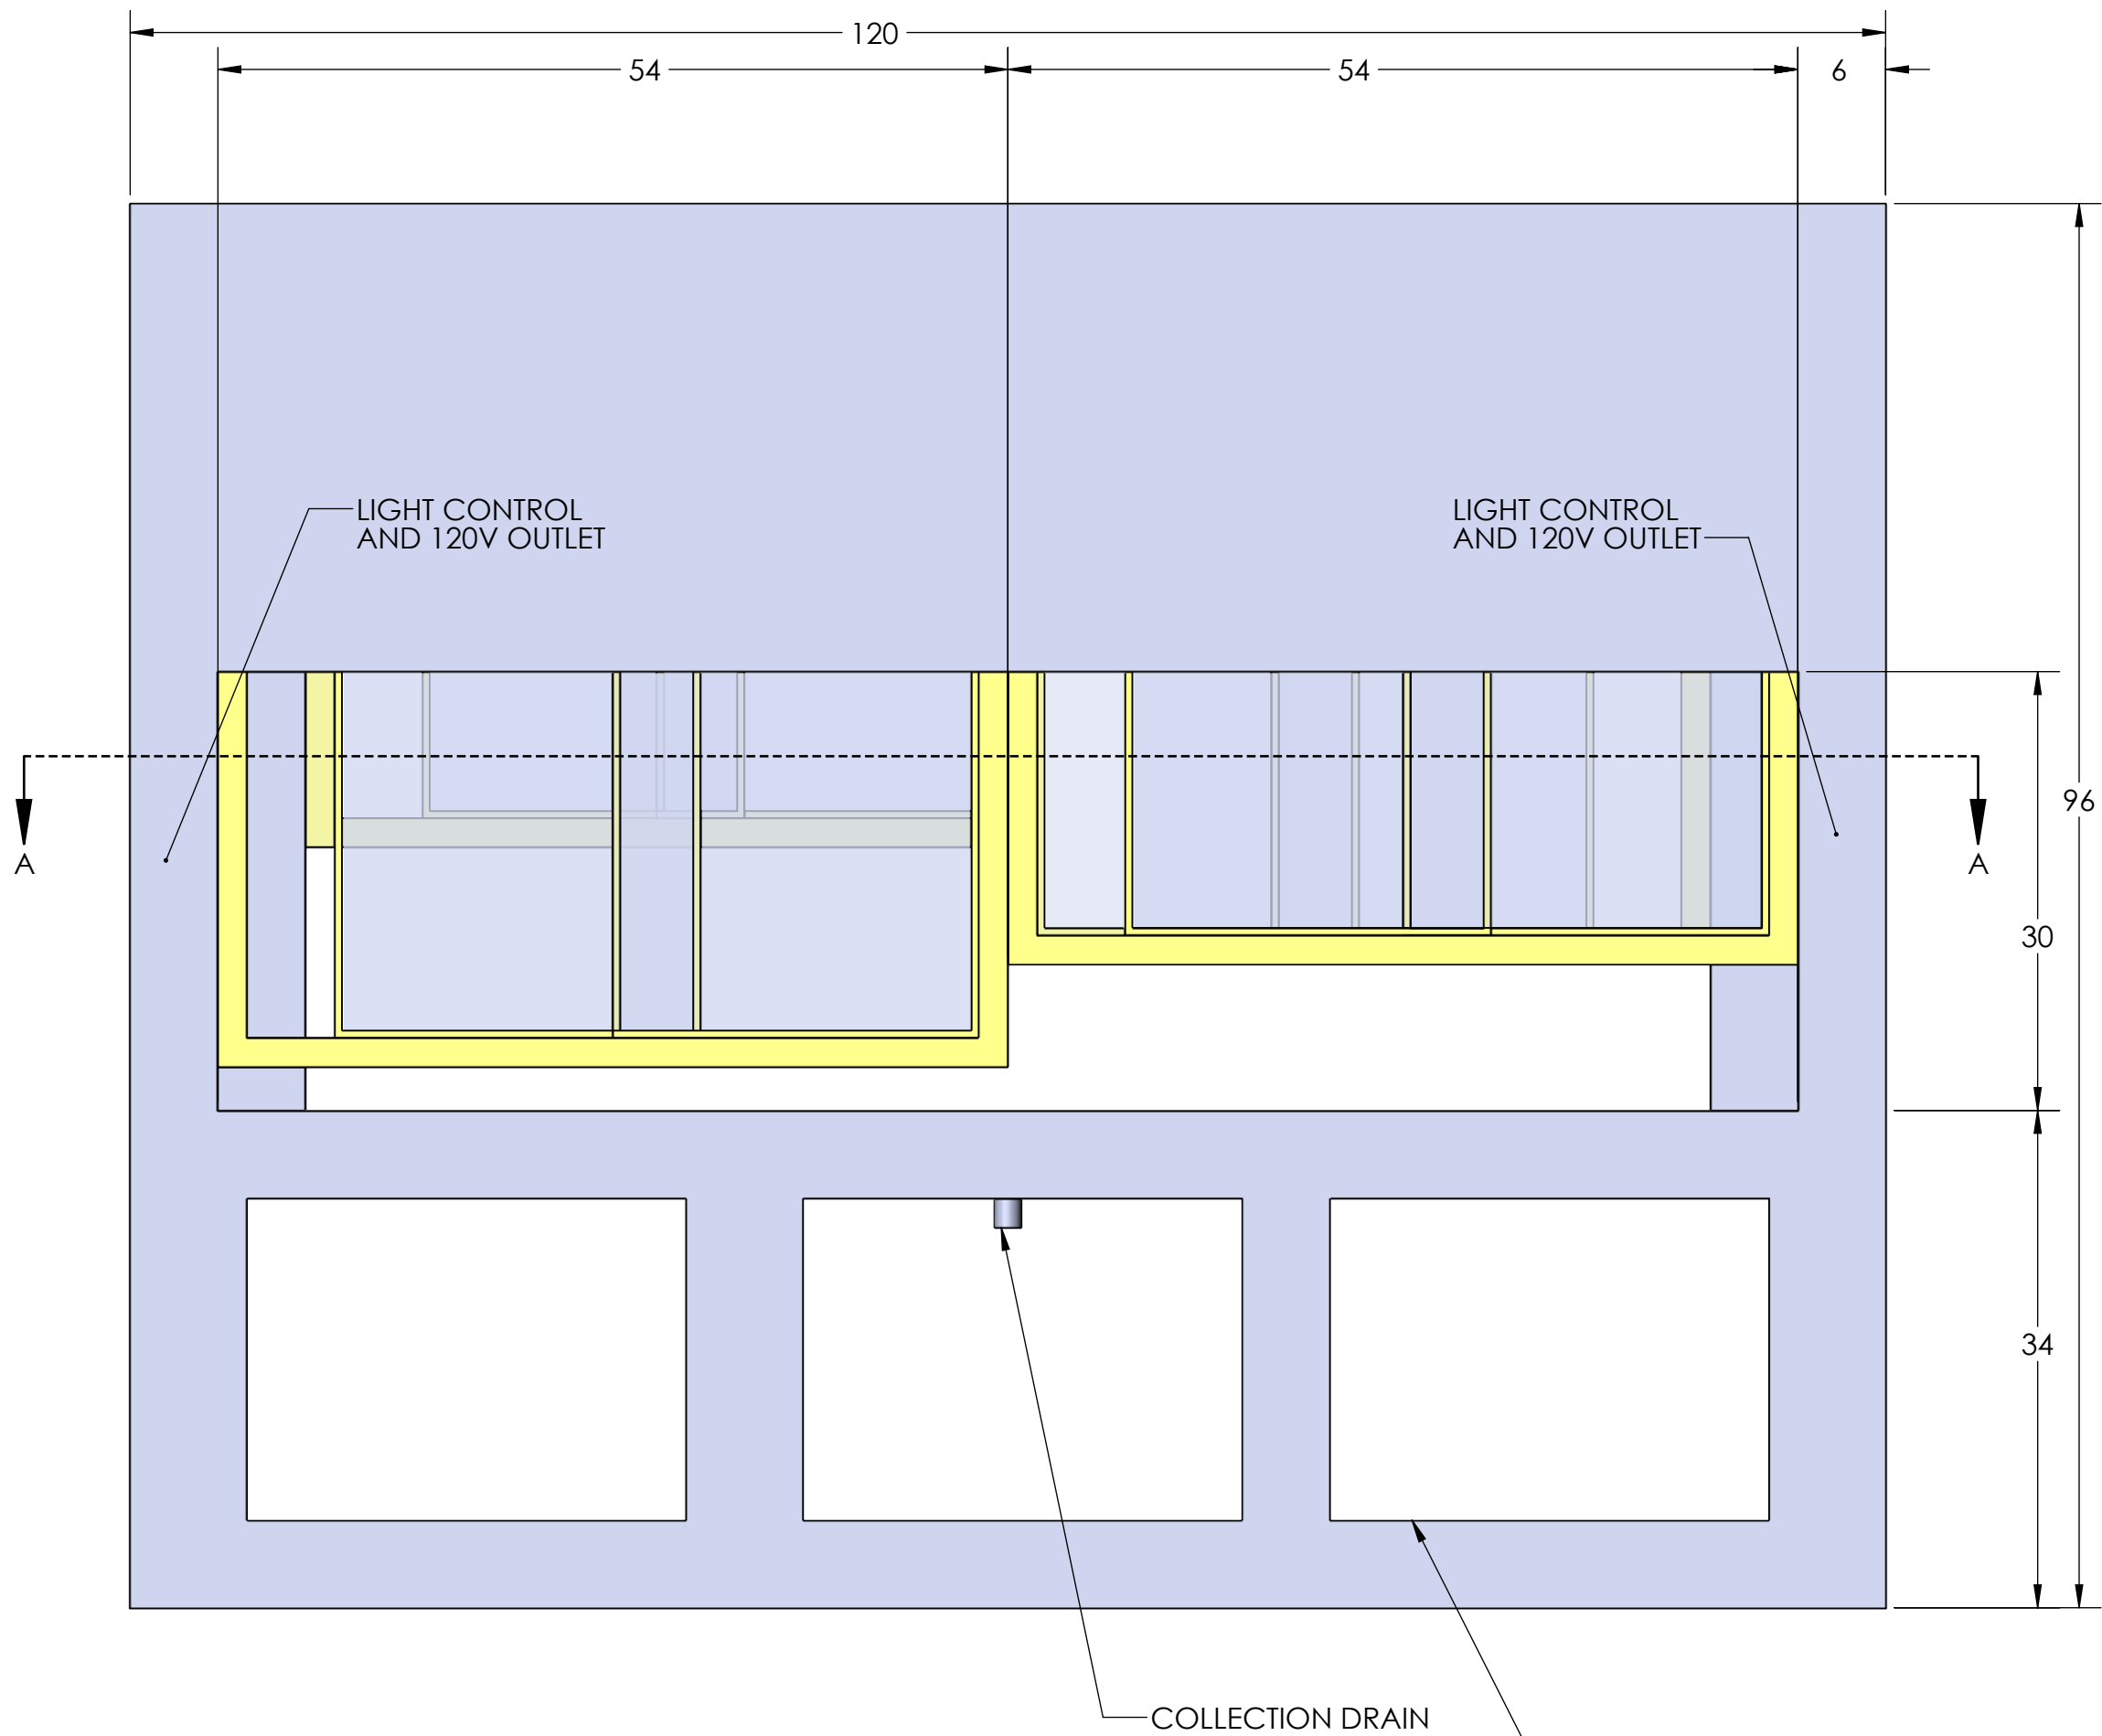 120
54
54
6
LIGHT CONTROL
AND 120V OUTLET
LIGHT CONTROL
AND 120V OUTLET
96
A
A
30
34
COLLECTION DRAIN